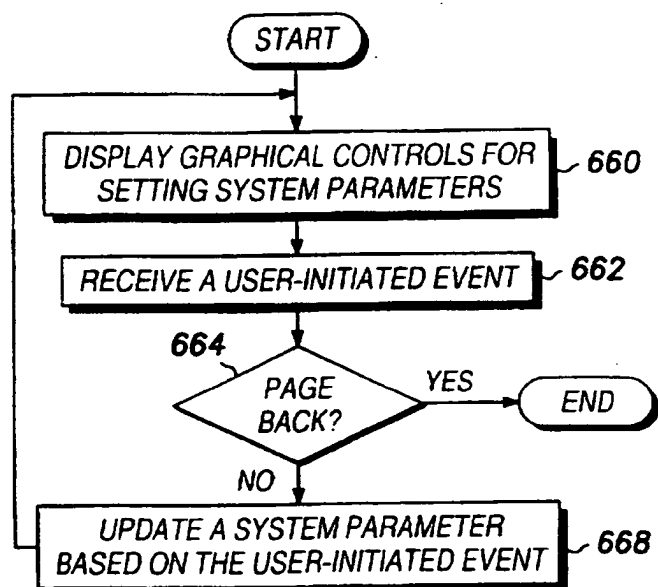 START
DISPLAY GRAPHICAL CONTROLS FOR
SETTING SYSTEM PARAMETERS
660
RECEIVE A USER-INITIATED EVENT
662
664
PAGE
BACK?
YES
END
NO
UPDATE A SYSTEM PARAMETER
BASED ON THE USER-INITIATED EVENT
668